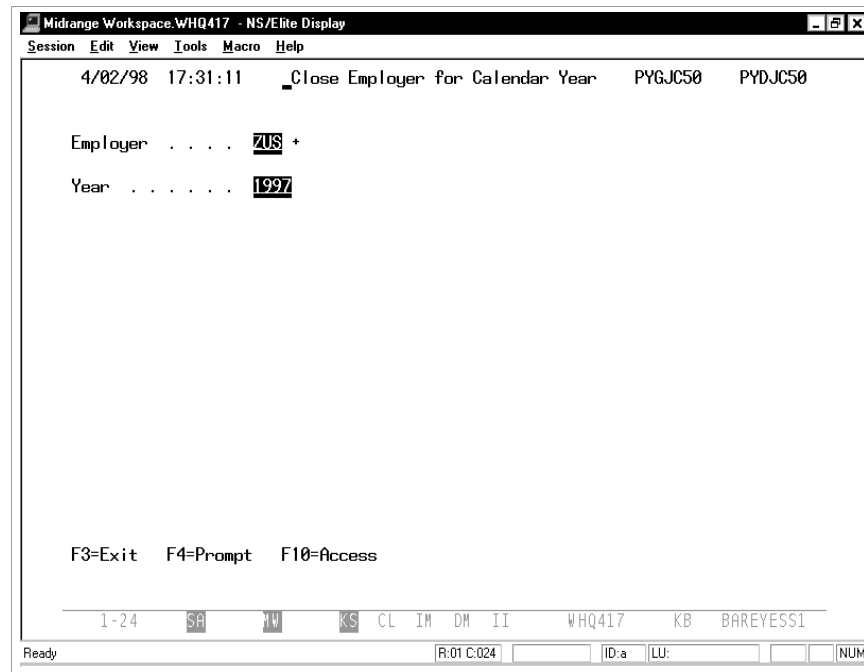 Midrange Workspace.WHQ417 - NS/Elite Display
Session Edit View Tools Macro Help
4/02/98 17:31:11 Close Employer for Calendar Year PYGJC50 PYDJC50
Employer . . . . ZUS +
Year . . . . . . 1997
F3=Exit F4=Prompt F10=Access
1-24 SA MW KS CL IM DM II WHQ417 KB BAREYESS1
Ready R:01 C:024 ID:a LU: NUM